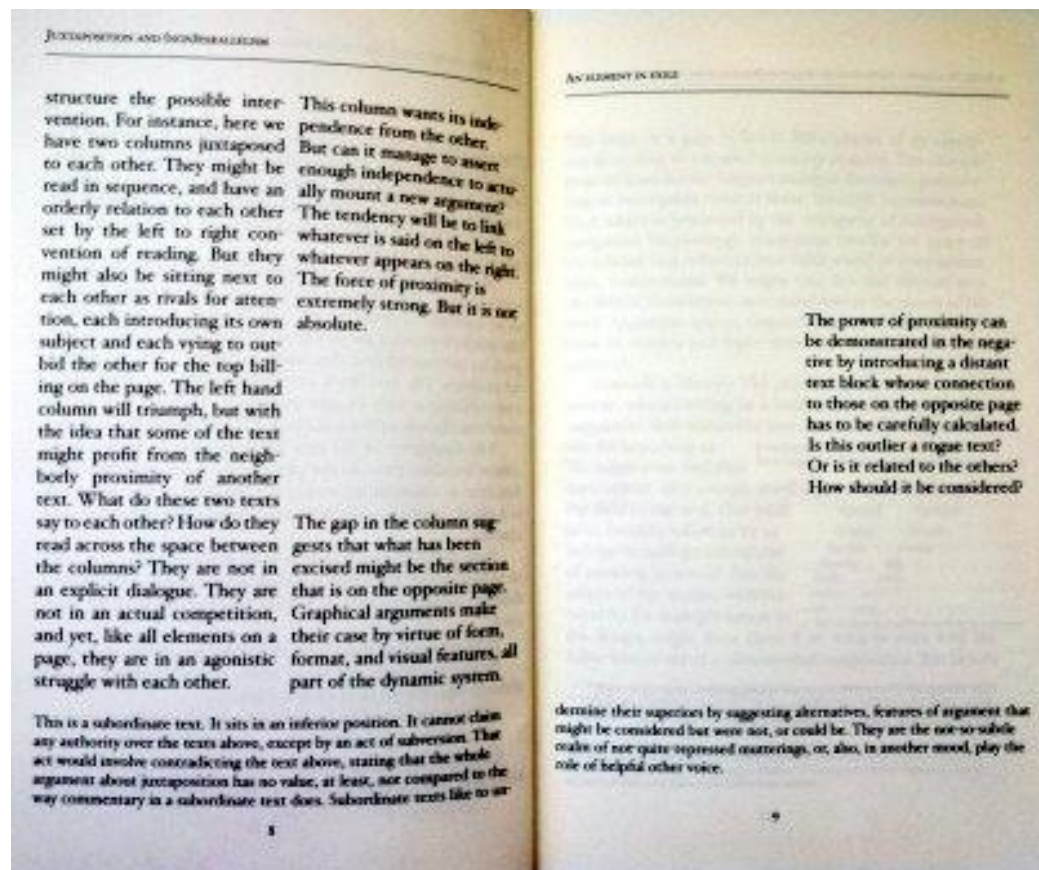 JUXTAPOSITION AND (NON)PARALLELISM
structure the possible inter-
vention. For instance, here we
have two columns juxtaposed
to each other. They might be
read in sequence, and have an
orderly relation to each other
set by the left to right con-
vention of reading. But they
might also be sitting next to
each other as rivals for atten-
tion, each introducing its own
subject and each vying to out-
bid the other for the top bill-
ing on the page. The left hand
column will triumph, but with
the idea that some of the text
might profit from the neigh-
borly proximity of another
text. What do these two texts
say to each other? How do they
read across the space between
the columns? They are not in
an explicit dialogue. They are
not in an actual competition,
and yet, like all elements on a
page, they are in an agonistic
struggle with each other.
This column wants its inde-
pendence from the other.
But can it manage to assert
enough independence to actu-
ally mount a new argument?
The tendency will be to link
whatever is said on the left to
whatever appears on the right.
The force of proximity is
extremely strong. But it is not
absolute.
The gap in the column sug-
gests that what has been
excised might be the section
that is on the opposite page.
Graphical arguments make
their case by virtue of form,
format, and visual features, all
part of the dynamic system.
This is a subordinate text. It sits in an inferior position. It cannot claim
any authority over the texts above, except by an act of subversion. That
act would involve contradicting the text above, stating that the whole
argument about juxtaposition has no value, at least, not compared to the
way commentary in a subordinate text does. Subordinate texts like to un-
8
AN ELEMENT IN EXILE
The power of proximity can
be demonstrated in the nega-
tive by introducing a distant
text block whose connection
to those on the opposite page
has to be carefully calculated.
Is this outlier a rogue text?
Or is it related to the others?
How should it be considered?
dermine their superiors by suggesting alternatives, features of argument that
might be considered but were not, or could be. They are the not-so-subtle
realm of not quite repressed mutterings, or, also, in another mood, play the
role of helpful other voice.
9